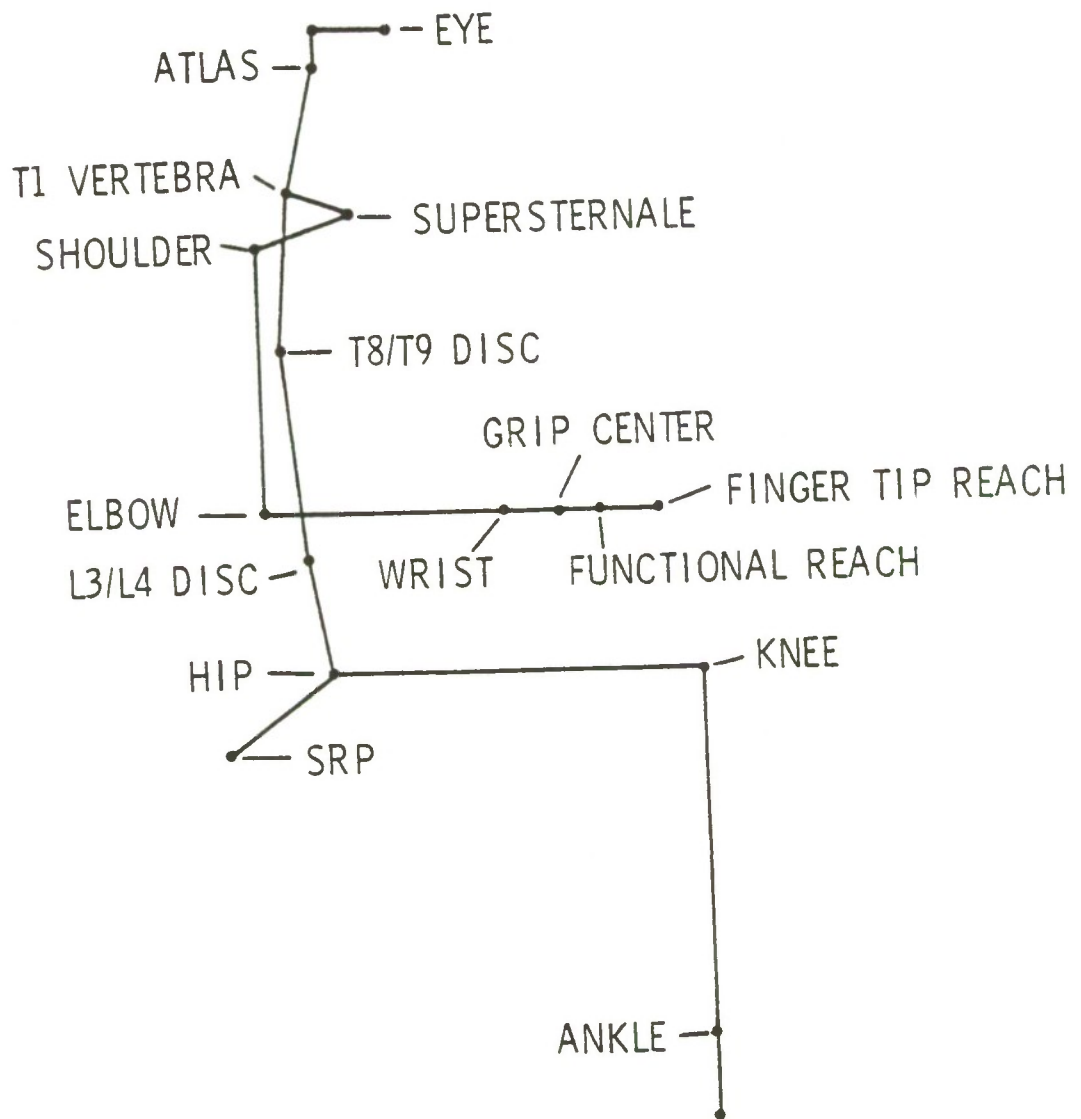 EYE
ATLAS
T1 VERTEBRA
SUPERSTERNALE
SHOULDER
T8/T9 DISC
GRIP CENTER
FINGER TIP REACH
ELBOW
WRIST
FUNCTIONAL REACH
L3/L4 DISC
KNEE
HIP
SRP
ANKLE